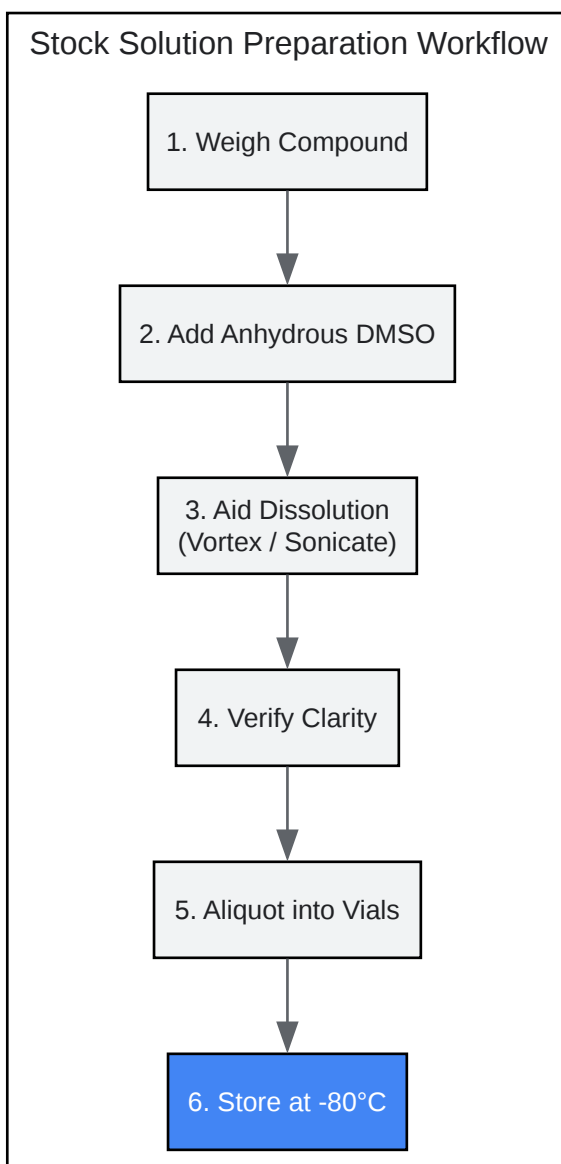 Stock Solution Preparation Workflow
1. Weigh Compound
2. Add Anhydrous DMSO
3. Aid Dissolution
(Vortex / Sonicate)
4. Verify Clarity
5. Aliquot into Vials
6. Store at -80°C